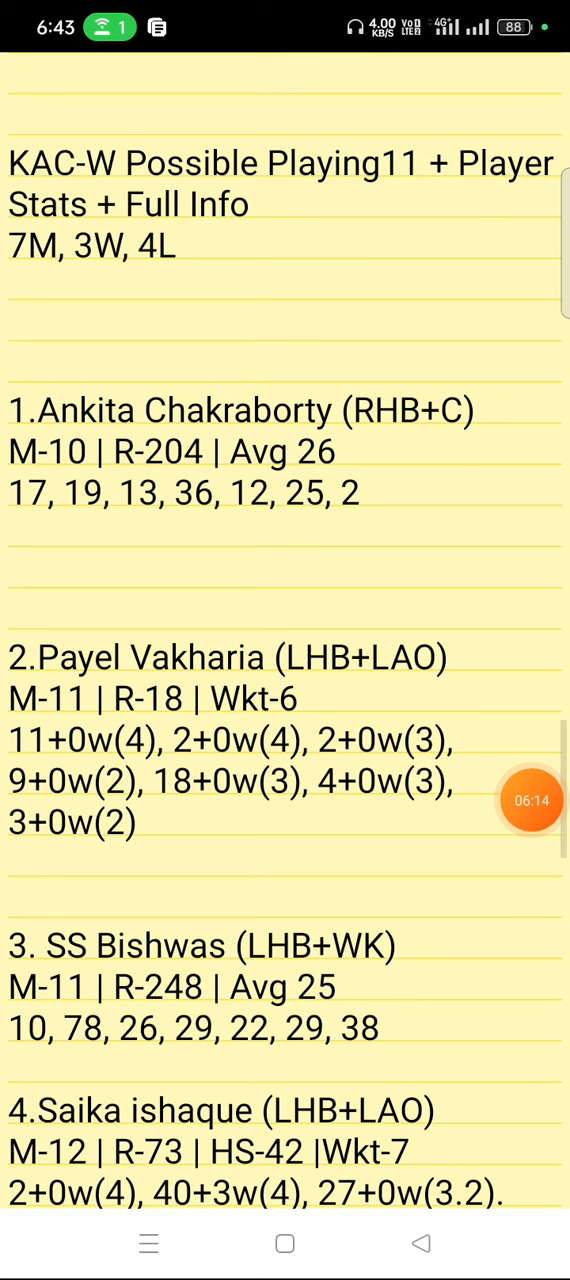 6:43 1 4.00 KB/S VoD LTE2 4G+ 88
KAC-W Possible Playing11 + Player
Stats + Full Info
7M, 3W, 4L
1.Ankita Chakraborty (RHB+C)
M-10 | R-204 | Avg 26
17, 19, 13, 36, 12, 25, 2
2.Payel Vakharia (LHB+LAO)
M-11 | R-18 | Wkt-6
11+0w(4), 2+0w(4), 2+0w(3),
9+0w(2), 18+0w(3), 4+0w(3),
06:14
3+0w(2)
3. SS Bishwas (LHB+WK)
M-11 | R-248 | Avg 25
10, 78, 26, 29, 22, 29, 38
4.Saika ishaque (LHB+LAO)
M-12 | R-73 | HS-42 |Wkt-7
2+0w(4), 40+3w(4), 27+0w(3.2).